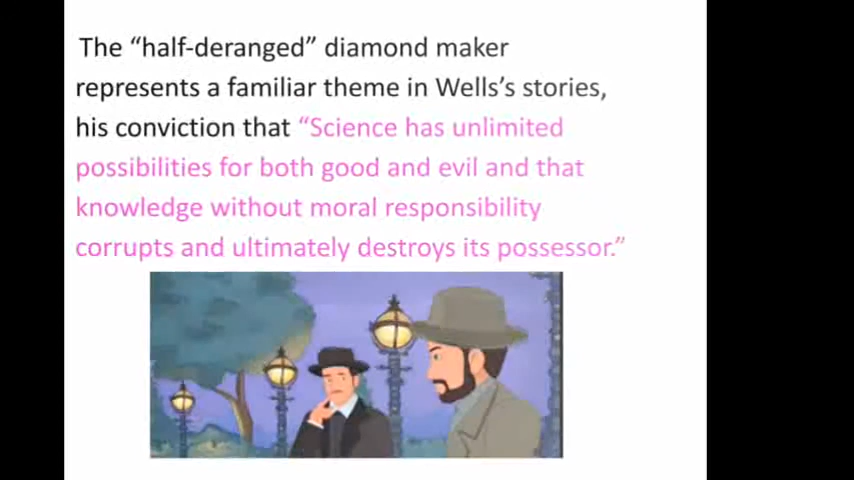 The “half-deranged” diamond maker
represents a familiar theme in Wells’s stories,
his conviction that “Science has unlimited
possibilities for both good and evil and that
knowledge without moral responsibility
corrupts and ultimately destroys its possessor.”